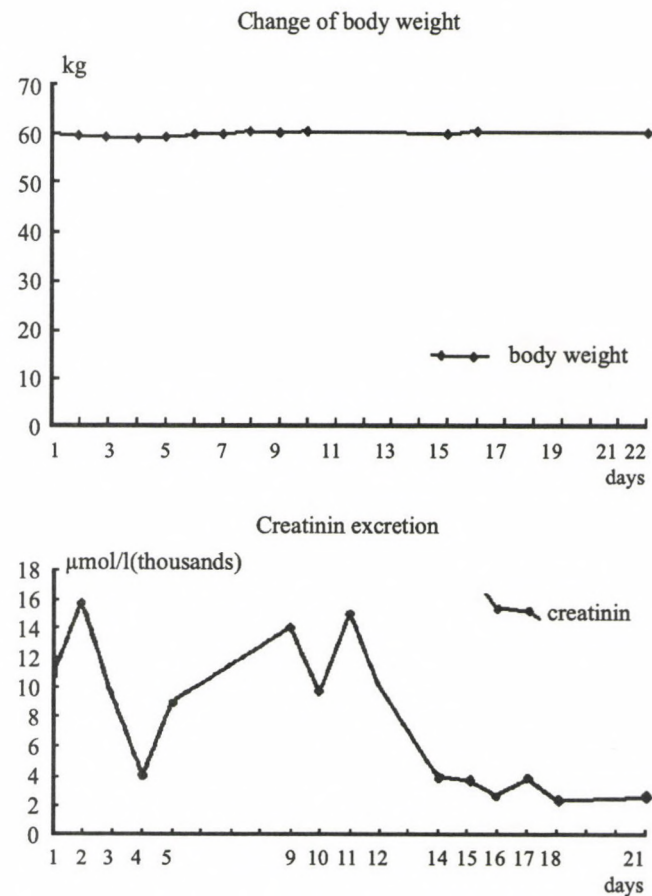 Change of body weight
kg
70
60
50
40
30
20
10
0
body weight
1 3 5 7 9 11 13 15 17 19 21 22
days
Creatinin excretion
µmol/l(thousands)
18
16
14
12
10
8
6
4
2
0
creatinin
1 2 3 4 5 9 10 11 12 14 15 16 17 18 21
days